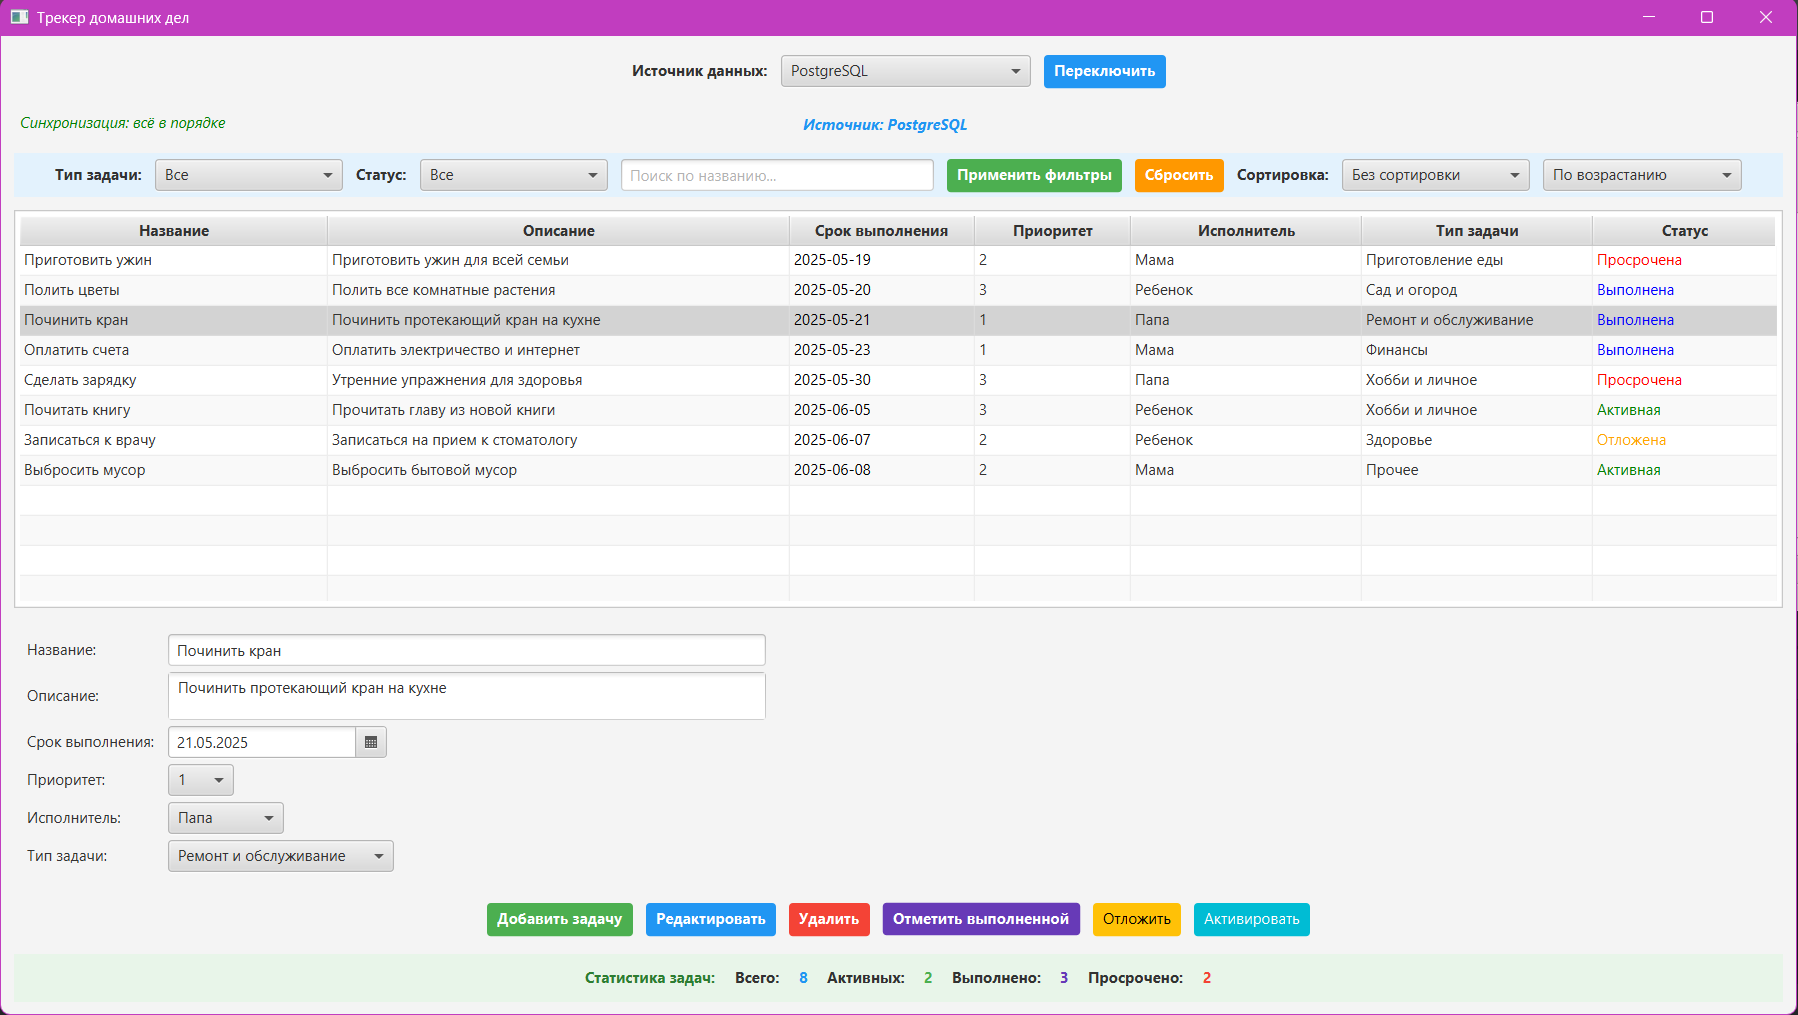 Трекер домашних дел
Источник данных: PostgreSQL Переключить
Синхронизация: всё в порядке Источник: PostgreSQL
Тип задачи: Все Статус: Все Поиск по названию... Применить фильтры Сбросить Сортировка: Без сортировки По возрастанию
Название Описание Срок выполнения Приоритет Исполнитель Тип задачи Статус
Приготовить ужин Приготовить ужин для всей семьи 2025-05-19 2 Мама Приготовление еды Просрочена
Полить цветы Полить все комнатные растения 2025-05-20 3 Ребенок Сад и огород Выполнена
Починить кран Починить протекающий кран на кухне 2025-05-21 1 Папа Ремонт и обслуживание Выполнена
Оплатить счета Оплатить электричество и интернет 2025-05-23 1 Мама Финансы Выполнена
Сделать зарядку Утренние упражнения для здоровья 2025-05-30 3 Папа Хобби и личное Просрочена
Почитать книгу Прочитать главу из новой книги 2025-06-05 3 Ребенок Хобби и личное Активная
Записаться к врачу Записаться на прием к стоматологу 2025-06-07 2 Ребенок Здоровье Отложена
Выбросить мусор Выбросить бытовой мусор 2025-06-08 2 Мама Прочее Активная
Название: Починить кран
Описание: Починить протекающий кран на кухне
Срок выполнения: 21.05.2025
Приоритет: 1
Исполнитель: Папа
Тип задачи: Ремонт и обслуживание
Добавить задачу Редактировать Удалить Отметить выполненной Отложить Активировать
Статистика задач: Всего: 8 Активных: 2 Выполнено: 3 Просрочено: 2